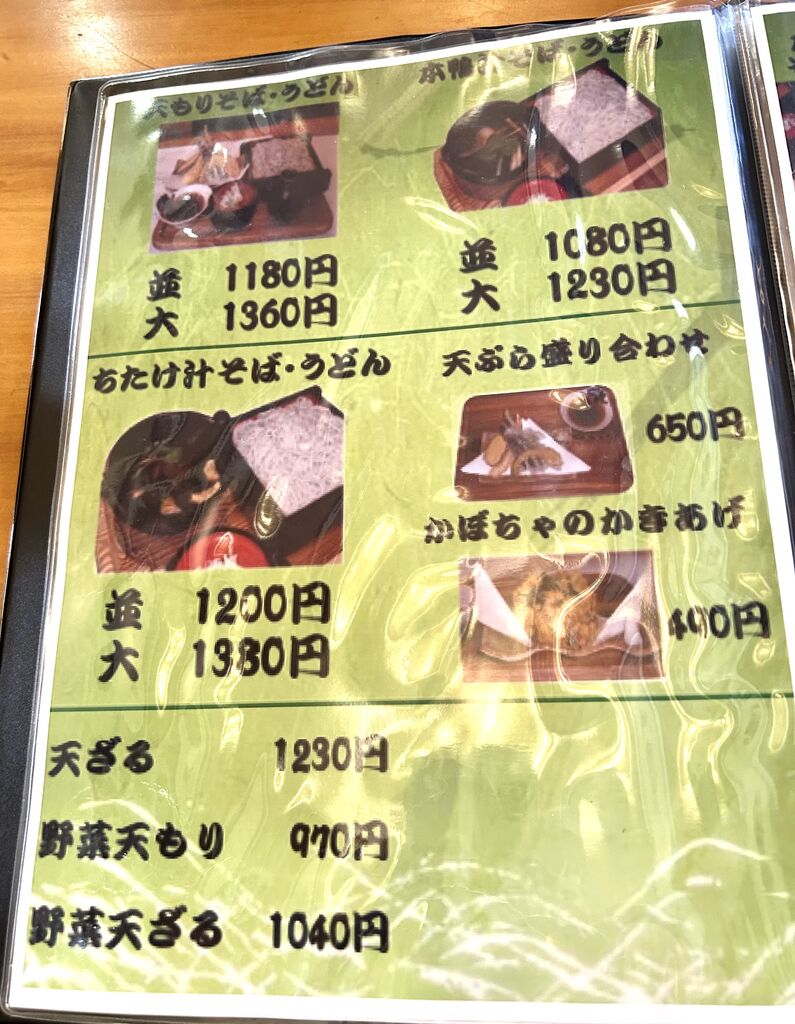 天もりそば・うどん
並 1180円
大 1360円
本鴨汁そば・うどん
並 1080円
大 1230円
ちたけ汁そば・うどん
並 1200円
大 1380円
天ぷら盛り合わせ
650円
かぼちゃのかきあげ
天ざる 1230円
野菜天もり 970円
野菜天ざる 1040円